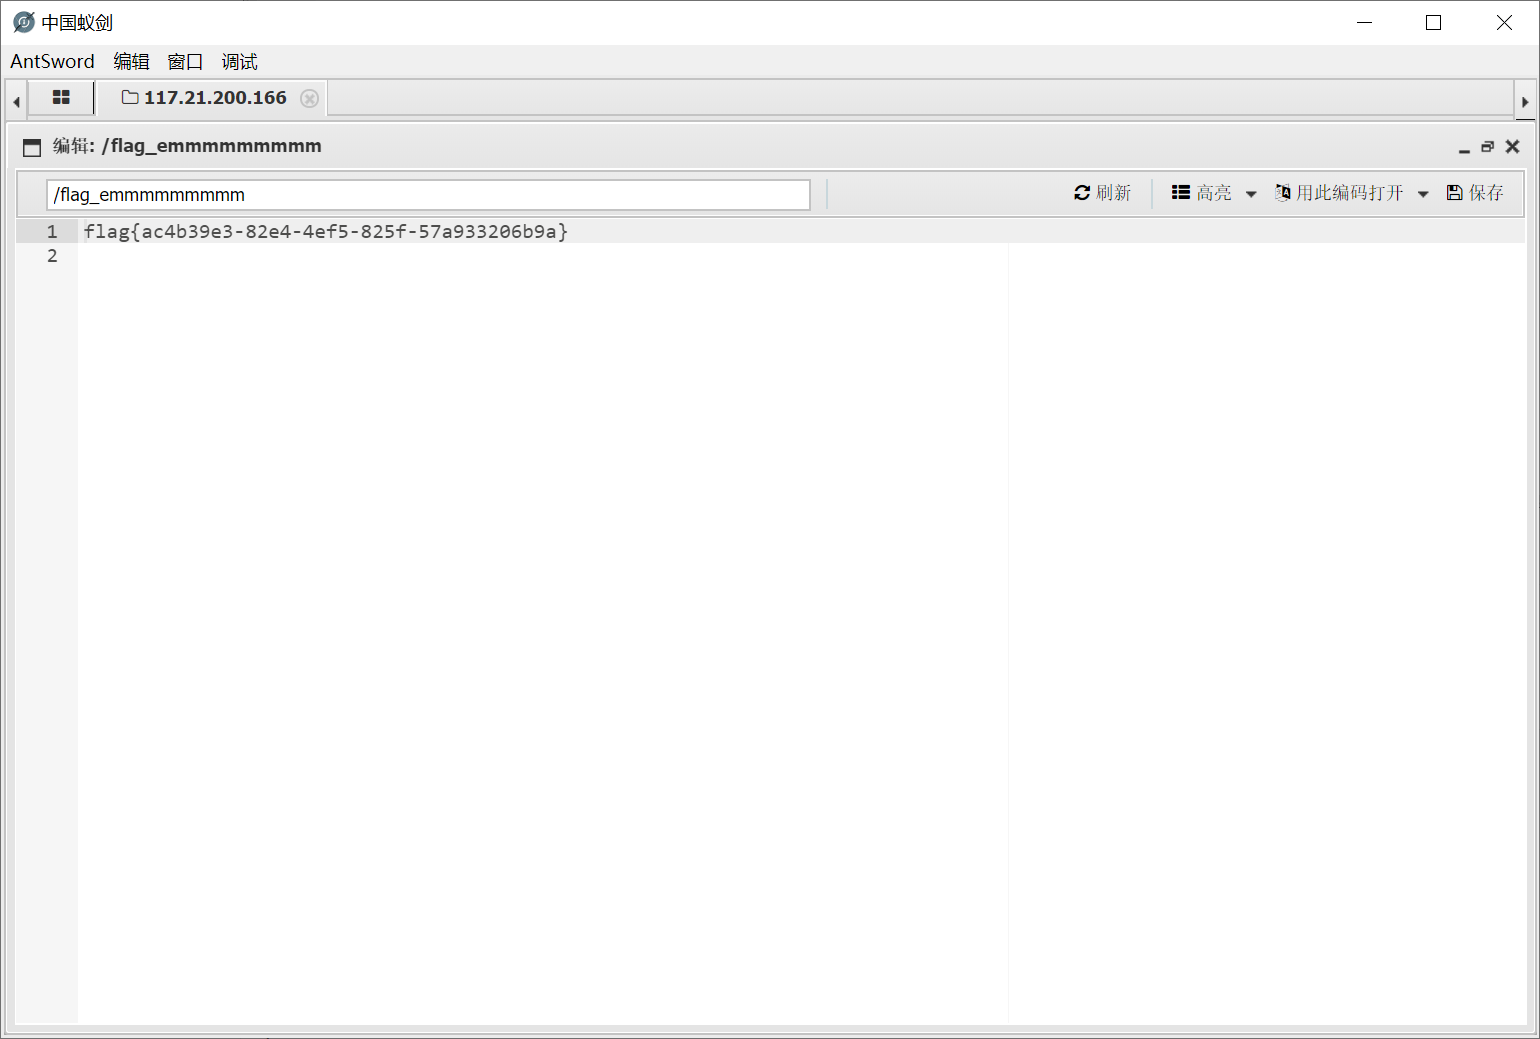 中国蚁剑
AntSword 编辑 窗口 调试
117.21.200.166
编辑: /flag_emmmmmmmmm
/flag_emmmmmmmmm 刷新 高亮 用此编码打开 保存
1 flag{ac4b39e3-82e4-4ef5-825f-57a933206b9a}
2